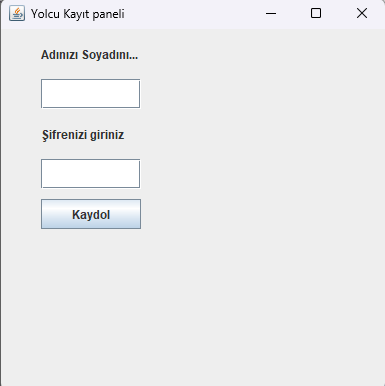 Yolcu Kayıt paneli
Adınızı Soyadını...
Şifrenizi giriniz
Kaydol